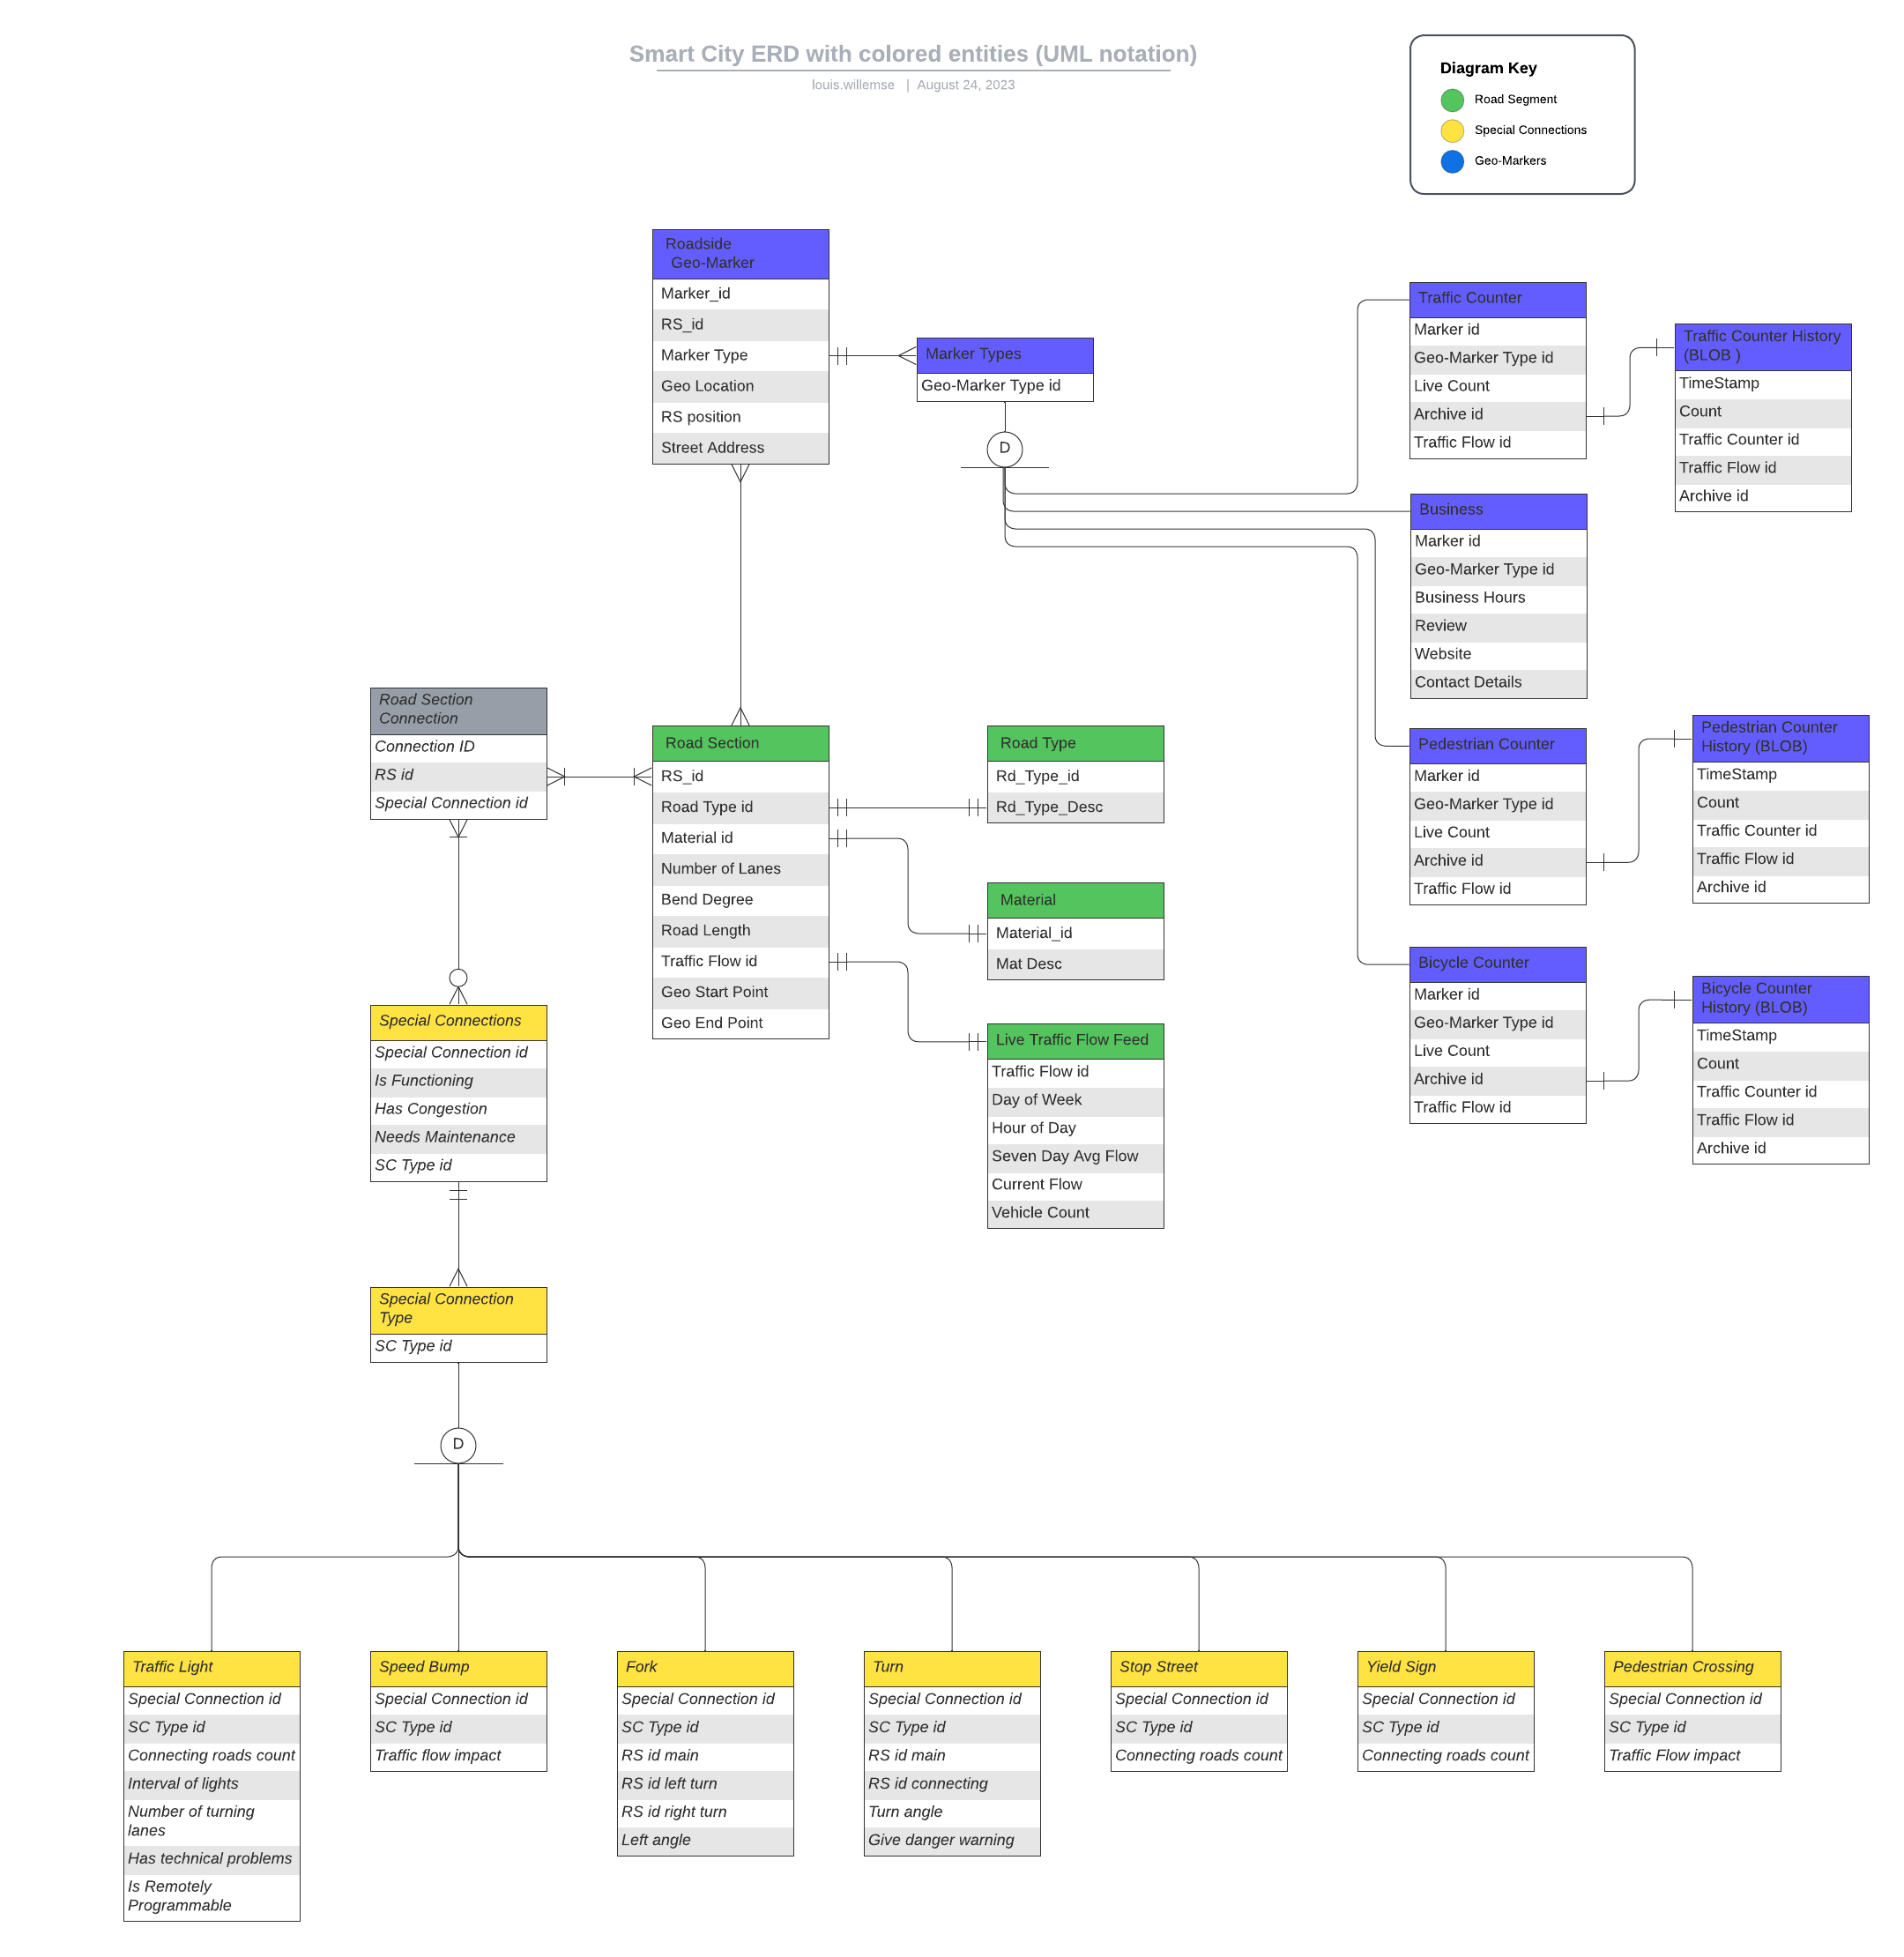 Smart City ERD with colored entities (UML notation)
louis.willemse | August 24, 2023
Diagram Key
Road Segment
Special Connections
Geo-Markers
Roadside
Geo-Marker
Marker_id
RS_id
Marker Type
Geo Location
RS position
Street Address
Marker Types
Geo-Marker Type id
D
Traffic Counter
Marker id
Geo-Marker Type id
Live Count
Archive id
Traffic Flow id
Traffic Counter History
(BLOB )
TimeStamp
Count
Traffic Counter id
Traffic Flow id
Archive id
Business
Marker id
Geo-Marker Type id
Business Hours
Review
Website
Contact Details
Road Section
Connection
Connection ID
RS id
Special Connection id
Road Section
RS_id
Road Type id
Material id
Number of Lanes
Bend Degree
Road Length
Traffic Flow id
Geo Start Point
Geo End Point
Road Type
Rd_Type_id
Rd_Type_Desc
Material
Material_id
Mat Desc
Live Traffic Flow Feed
Traffic Flow id
Day of Week
Hour of Day
Seven Day Avg Flow
Current Flow
Vehicle Count
Pedestrian Counter
Marker id
Geo-Marker Type id
Live Count
Archive id
Traffic Flow id
Pedestrian Counter
History (BLOB)
TimeStamp
Count
Traffic Counter id
Traffic Flow id
Archive id
Bicycle Counter
Marker id
Geo-Marker Type id
Live Count
Archive id
Traffic Flow id
Bicycle Counter
History (BLOB)
TimeStamp
Count
Traffic Counter id
Traffic Flow id
Archive id
Special Connections
Special Connection id
Is Functioning
Has Congestion
Needs Maintenance
SC Type id
Special Connection
Type
SC Type id
D
Traffic Light
Special Connection id
SC Type id
Connecting roads count
Interval of lights
Number of turning
lanes
Has technical problems
Is Remotely
Programmable
Speed Bump
Special Connection id
SC Type id
Traffic flow impact
Fork
Special Connection id
SC Type id
RS id main
RS id left turn
RS id right turn
Left angle
Turn
Special Connection id
SC Type id
RS id main
RS id connecting
Turn angle
Give danger warning
Stop Street
Special Connection id
SC Type id
Connecting roads count
Yield Sign
Special Connection id
SC Type id
Connecting roads count
Pedestrian Crossing
Special Connection id
SC Type id
Traffic Flow impact